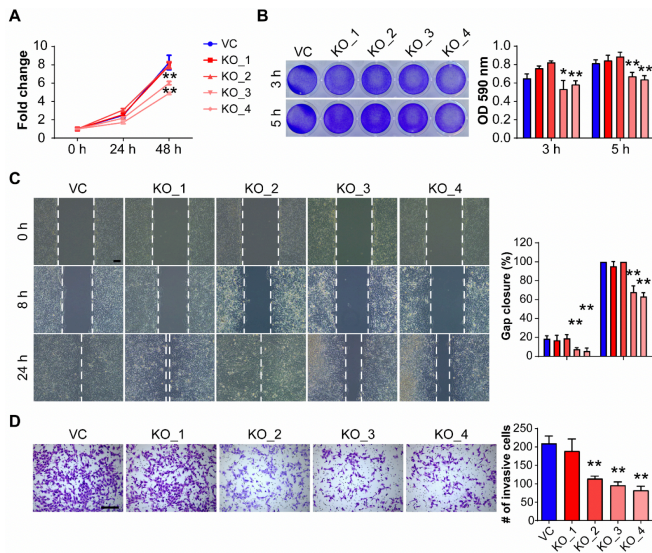 A
Fold change
10
8
6
4
2
0
0 h 24 h 48 h
**
**
VC
KO_1
KO_2
KO_3
KO_4
B
VC KO_1 KO_2 KO_3 KO_4
3 h
5 h
OD 590 nm
1.0
0.8
0.6
0.4
0.2
0.0
* ** ** **
3 h 5 h
C
VC KO_1 KO_2 KO_3 KO_4
0 h
8 h
24 h
Gap closure (%)
120
100
80
60
40
20
0
**
**
**
**
D
VC KO_1 KO_2 KO_3 KO_4
# of invasive cells
250
200
150
100
50
0
** ** **
VC KO_1 KO_2 KO_3 KO_4